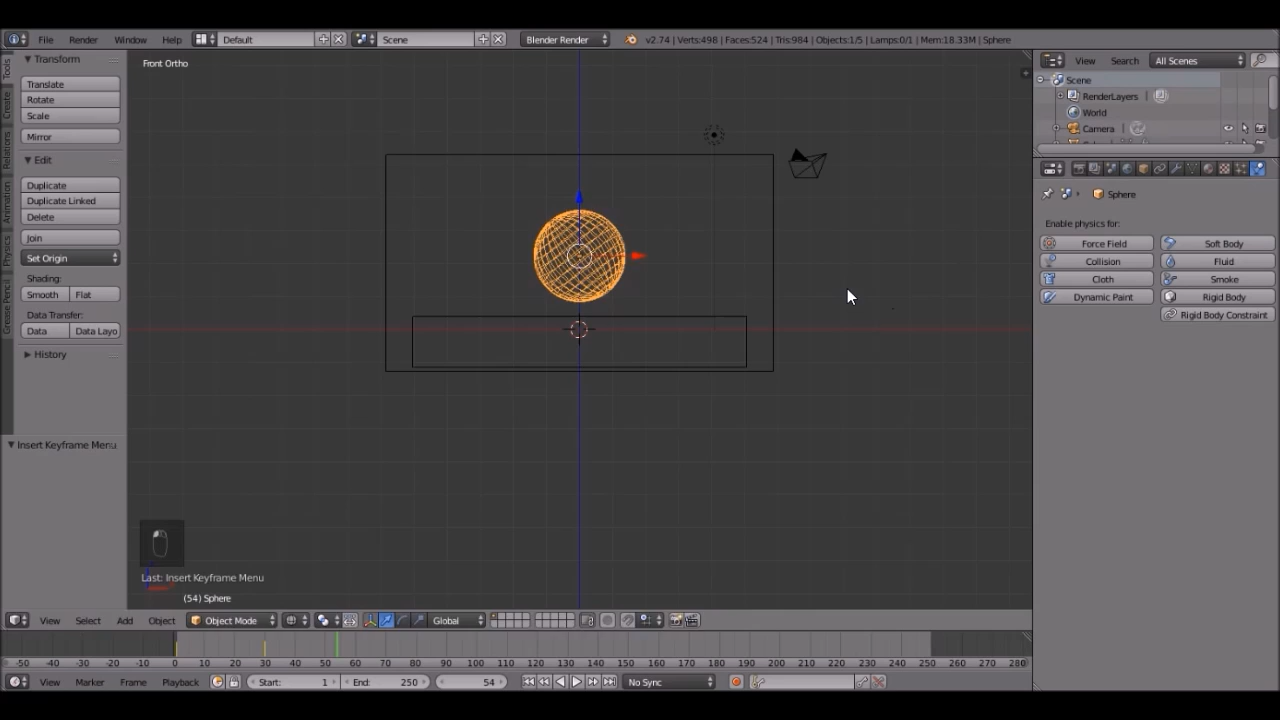 File Render Window Help Default Scene Blender Render v2.74 | Verts:498 | Faces:524 | Tris:984 | Objects:1/5 | Lamps:0/1 | Mem:18.33M | Sphere
Tools
Create
Relations
Animation
Physics
Grease Pencil
Transform
Translate
Rotate
Scale
Mirror
Edit
Duplicate
Duplicate Linked
Delete
Join
Set Origin
Shading:
Smooth Flat
Data Transfer:
Data Data Layo
History
Insert Keyframe Menu
Front Ortho
Last: Insert Keyframe Menu
(54) Sphere
View Search All Scenes
Scene
RenderLayers
World
Camera
Sphere
Enable physics for:
Force Field Soft Body
Collision Fluid
Cloth Smoke
Dynamic Paint Rigid Body
Rigid Body Constraint
View Select Add Object Object Mode Global
-50 -40 -30 -20 -10 0 10 20 30 40 50 60 70 80 90 100 110 120 130 140 150 160 170 180 190 200 210 220 230 240 250 260 270 280
View Marker Frame Playback Start: 1 End: 250 54 No Sync